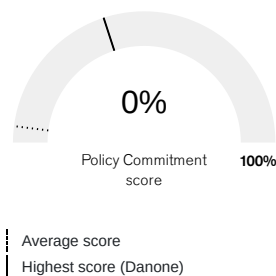 0%
Policy Commitment
score
100%
Average score
Highest score (Danone)